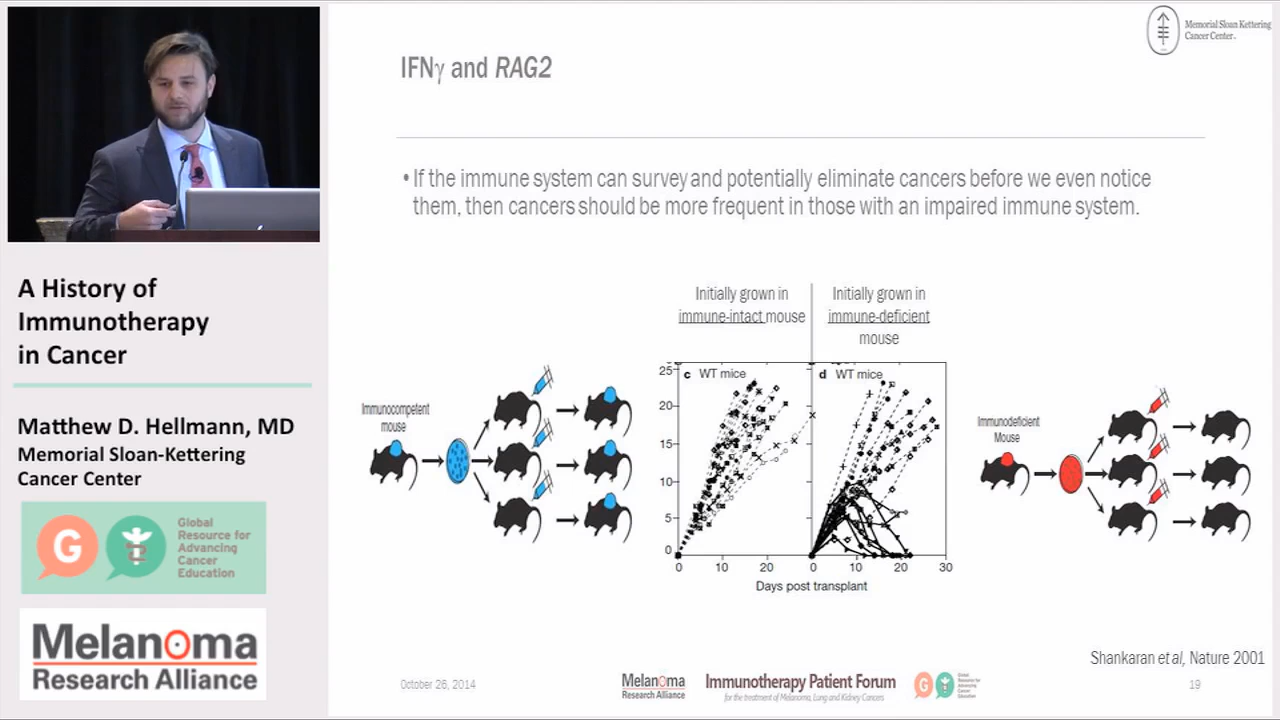 Memorial Sloan Kettering
Cancer Center
IFNγ and RAG2
• If the immune system can survey and potentially eliminate cancers before we even notice
them, then cancers should be more frequent in those with an impaired immune system.
A History of
Immunotherapy
in Cancer
Matthew D. Hellmann, MD
Memorial Sloan-Kettering
Cancer Center
G
Global
Resource for
Advancing
Cancer
Education
Melanoma
Research Alliance
Immunocompetent
mouse
Initially grown in
immune-intact mouse
Initially grown in
immune-deficient
mouse
c WT mice
d WT mice
25
20
15
10
5
0
0 10 20 0 10 20 30
Days post transplant
Immunodeficient
Mouse
Shankaran et al, Nature 2001
October 26, 2014
Melanoma
Research Alliance
Immunotherapy Patient Forum
for the treatment of Melanoma, Lung and Kidney Cancers
G
Global
Resource for
Advancing
Cancer
Education
19